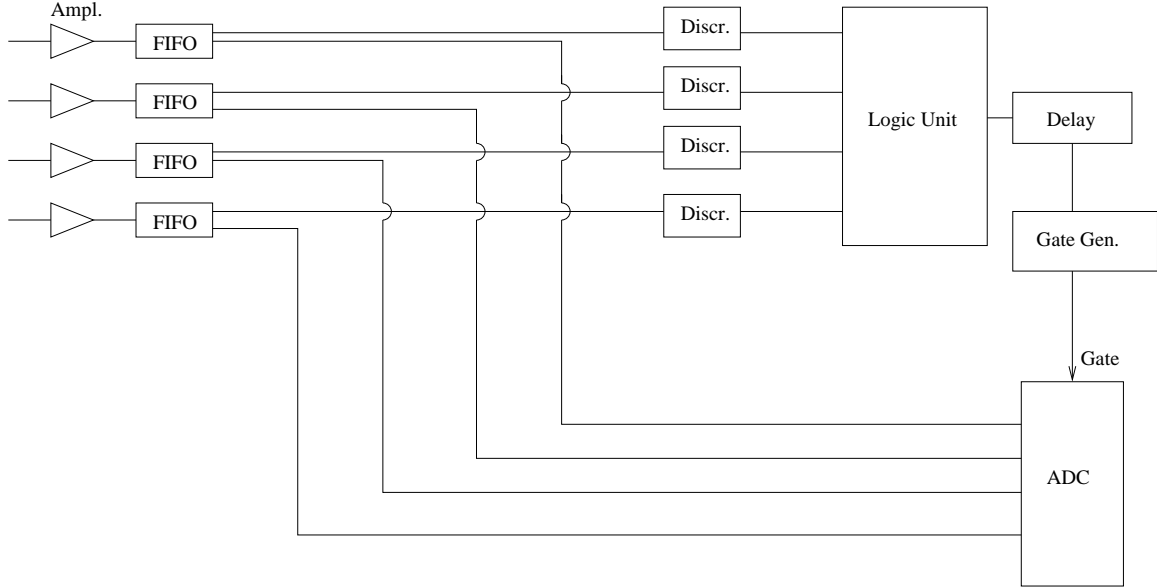 Ampl.
FIFO
Discr.
FIFO
Discr.
FIFO
Discr.
FIFO
Discr.
Logic Unit
Delay
Gate Gen.
Gate
ADC